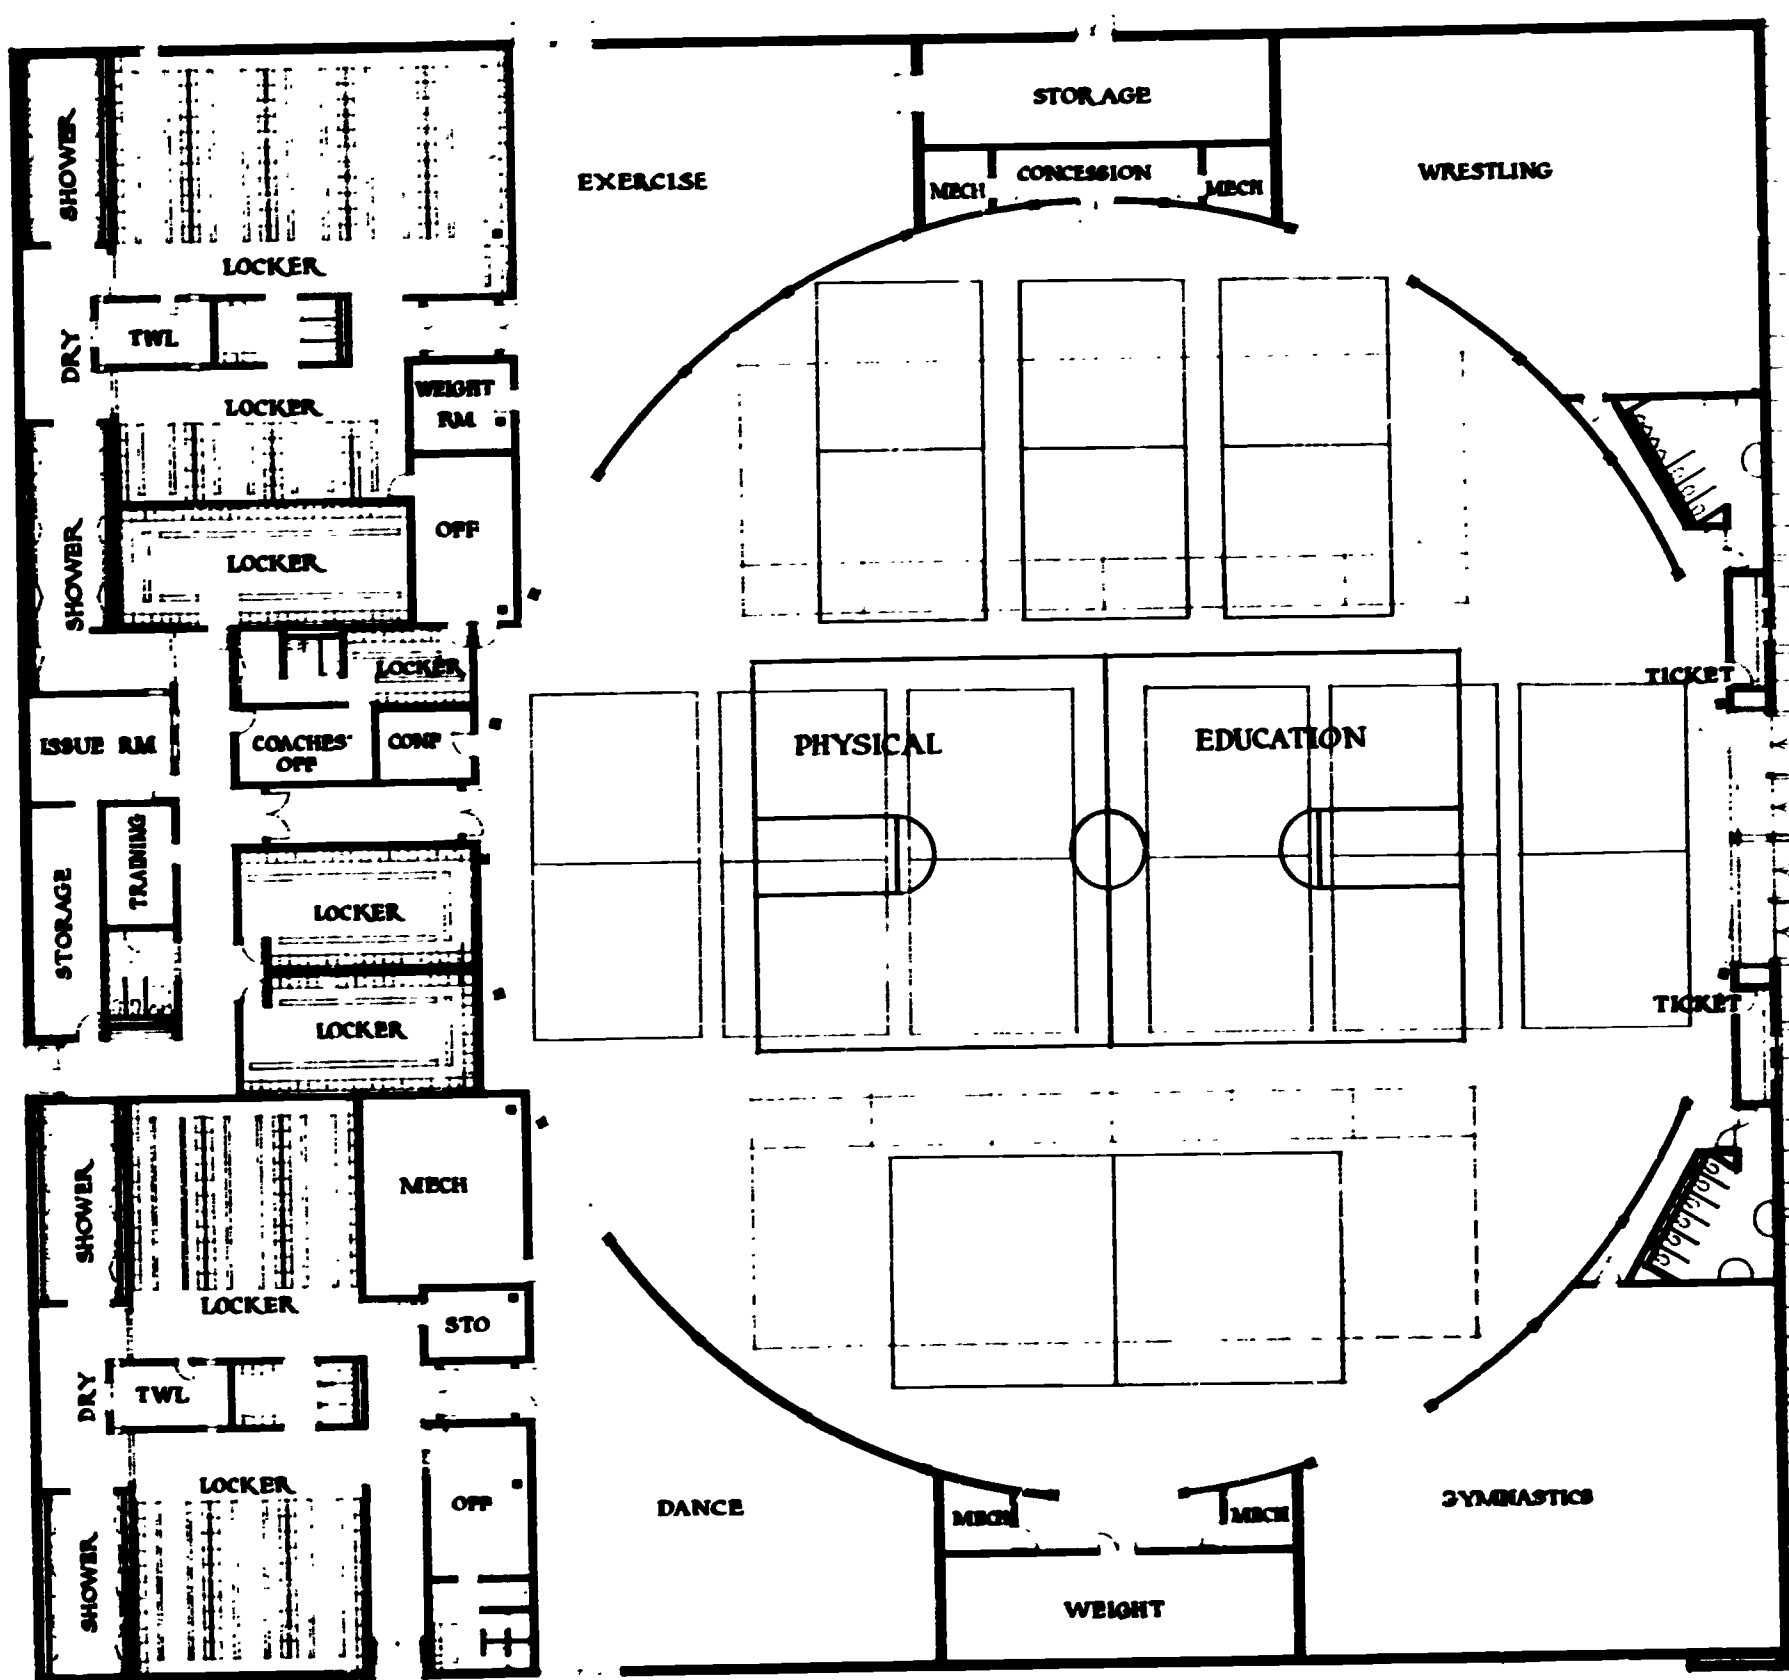 STORAGE
SHOWER
EXERCISE
MECH
CONCESSION
MECH
WRESTLING
LOCKER
DRY
TWL
WEIGHT
RM
LOCKER
OFF
LOCKER
SHOWER
LOCKER
TICKET
ISSUE RM
COACHES'
OFF
CONF
PHYSICAL
EDUCATION
TRAINING
STORAGE
LOCKER
LOCKER
TICKET
SHOWER
MECH
LOCKER
STO
DRY
TWL
LOCKER
OFF
DANCE
MECH
MECH
GYMNASTICS
SHOWER
WEIGHT